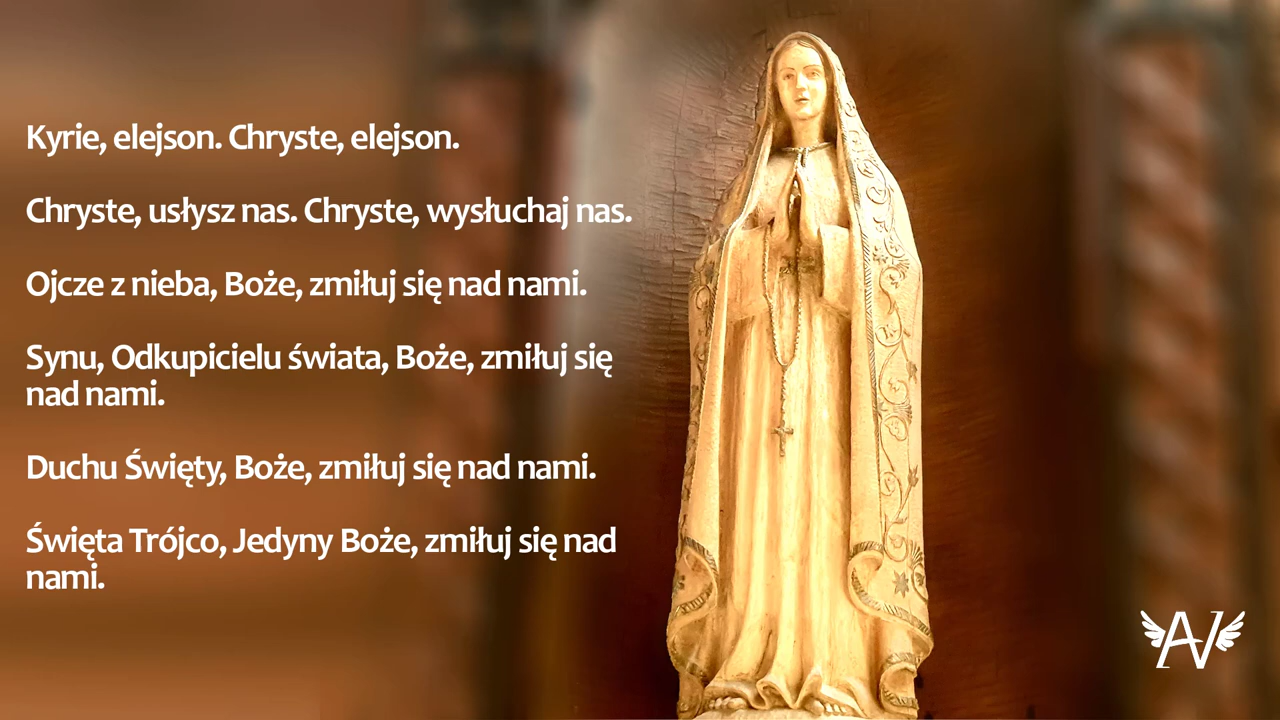 Kyrie, elejson. Chryste, elejson.
Chryste, usłysz nas. Chryste, wysłuchaj nas.
Ojcze z nieba, Boże, zmiłuj się nad nami.
Synu, Odkupicielu świata, Boże, zmiłuj się
nad nami.
Duchu Święty, Boże, zmiłuj się nad nami.
Święta Trójco, Jedyny Boże, zmiłuj się nad
nami.